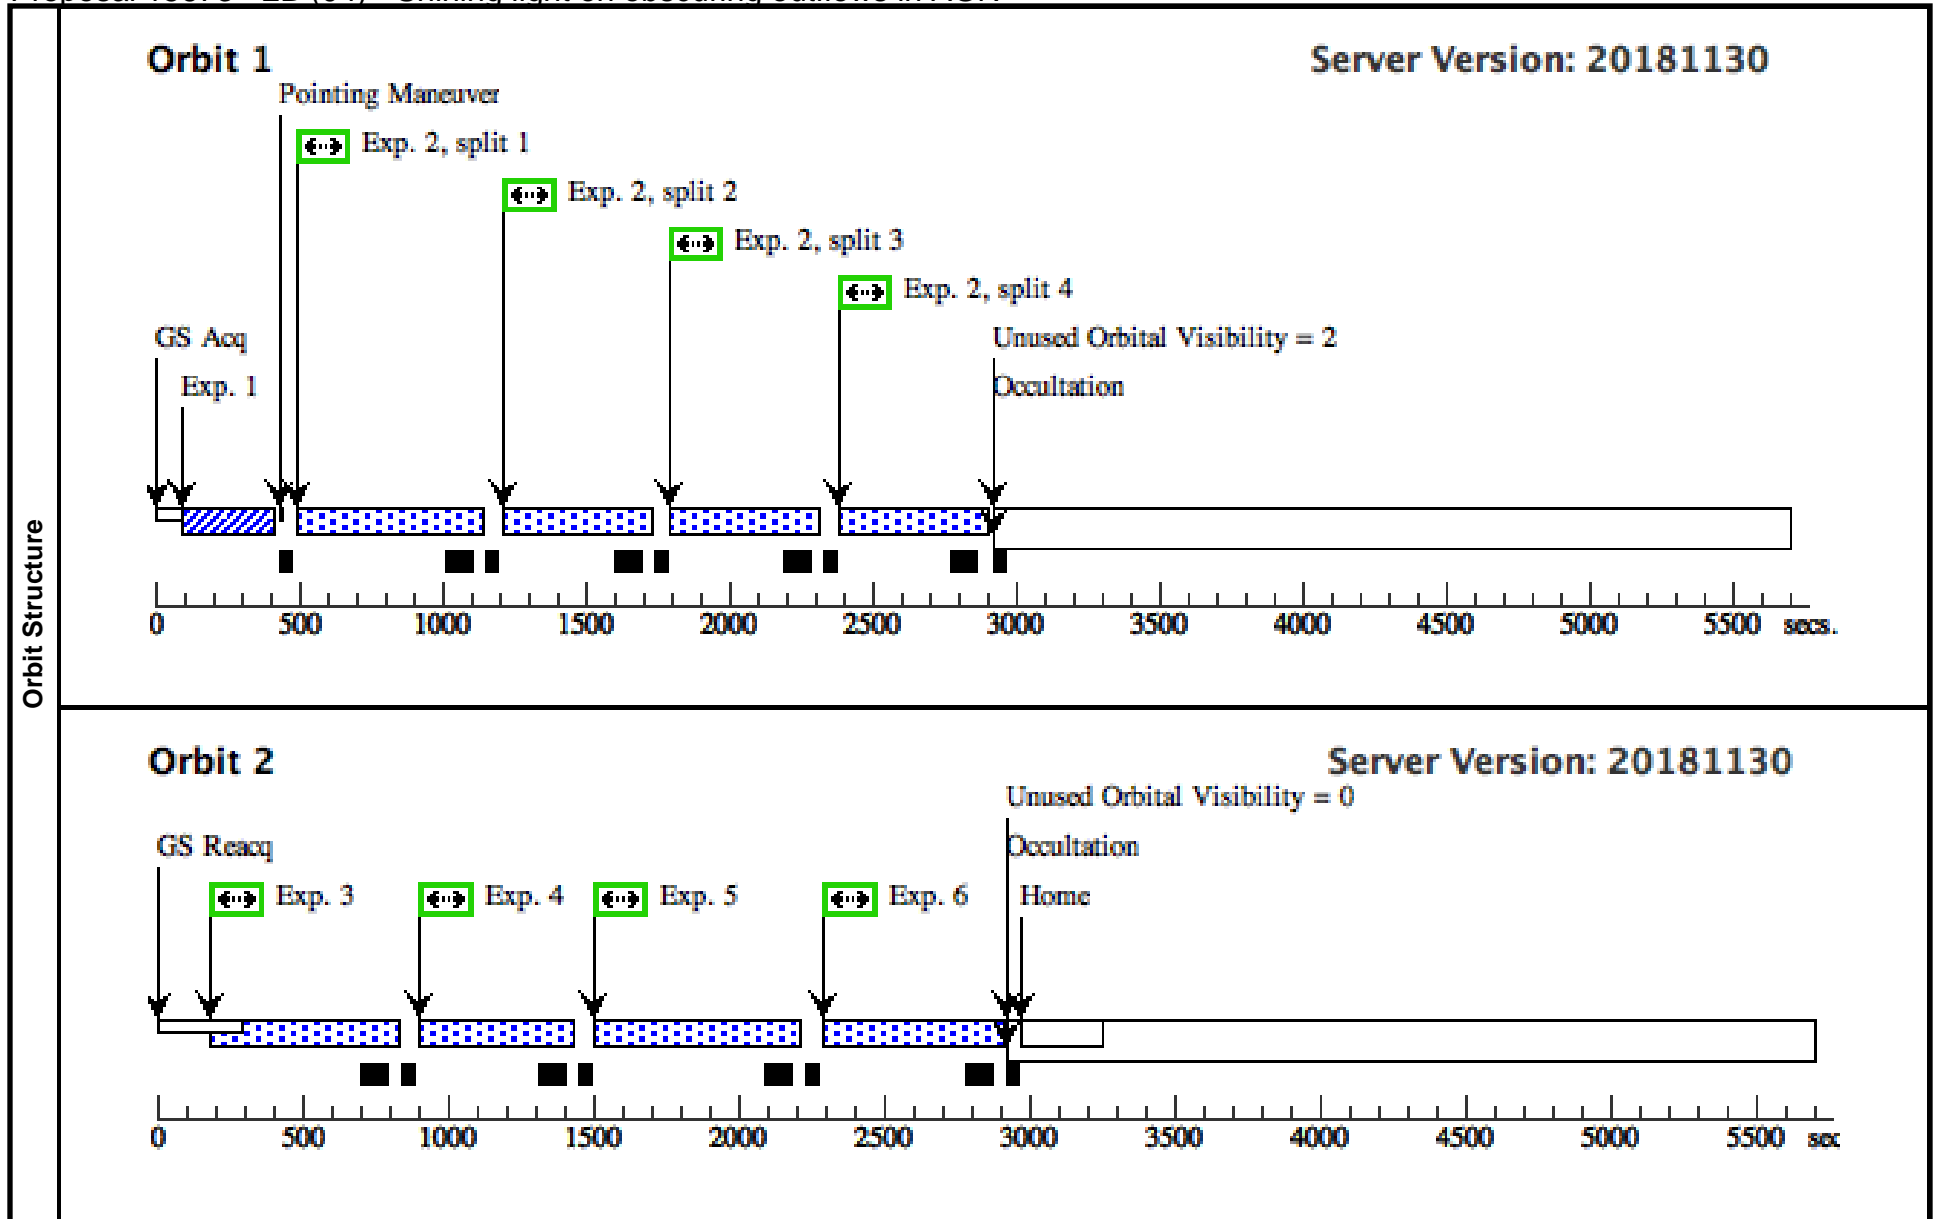 Orbit Structure
Orbit 1
Server Version: 20181130
Pointing Maneuver
Exp. 2, split 1
Exp. 2, split 2
Exp. 2, split 3
Exp. 2, split 4
GS Acq
Unused Orbital Visibility = 2
Exp. 1
Occultation
0 500 1000 1500 2000 2500 3000 3500 4000 4500 5000 5500 secs.
Orbit 2
Server Version: 20181130
Unused Orbital Visibility = 0
GS Reacq
Occultation
Exp. 3
Exp. 4
Exp. 5
Exp. 6
Home
0 500 1000 1500 2000 2500 3000 3500 4000 4500 5000 5500 sec